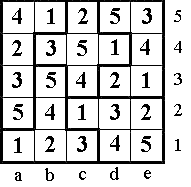 4 1 2 5 3 5
2 3 5 1 4 4
3 5 4 2 1 3
5 4 1 3 2 2
1 2 3 4 5 1
a b c d e